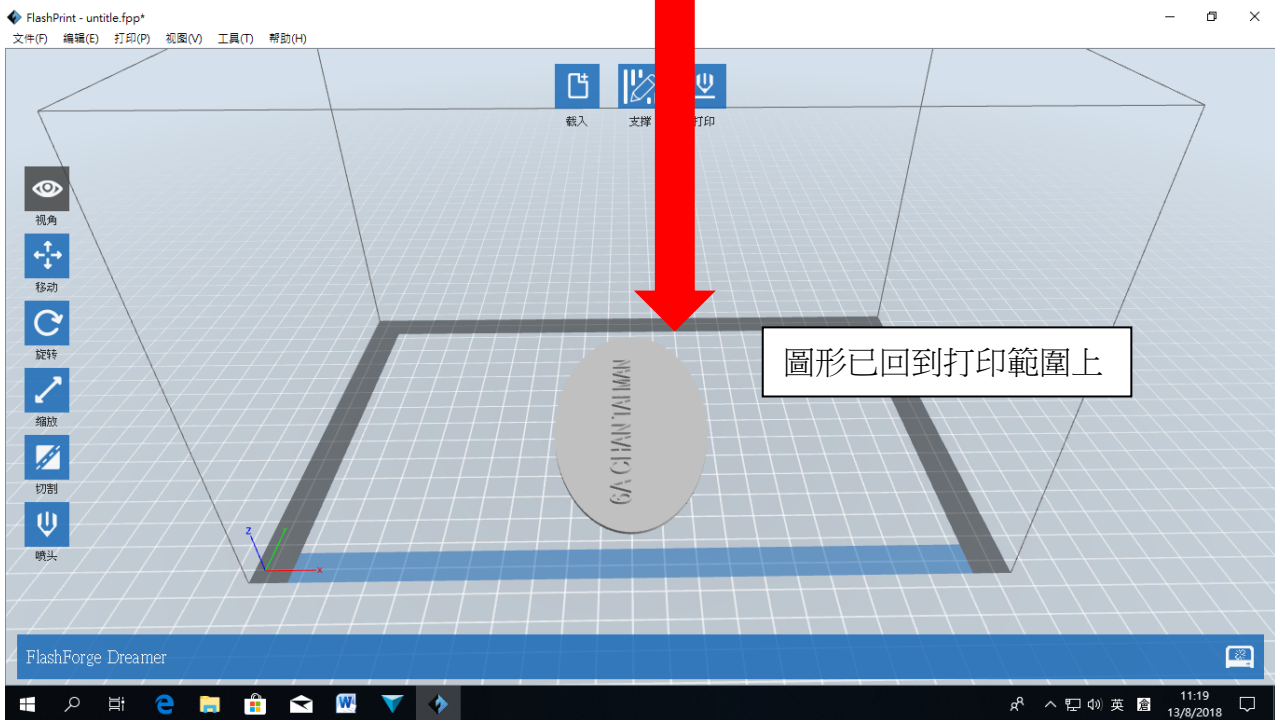 FlashPrint - untitle.fpp*
文件(F) 编辑(E) 打印(P) 视图(V) 工具(T) 帮助(H)
载入 支撑 打印
视角
移动
旋转
缩放
切割
喷头
圖形已回到打印範圍上
6A CHAN TAI MAN
z
x
FlashForge Dreamer
英 倉 11:19
13/8/2018